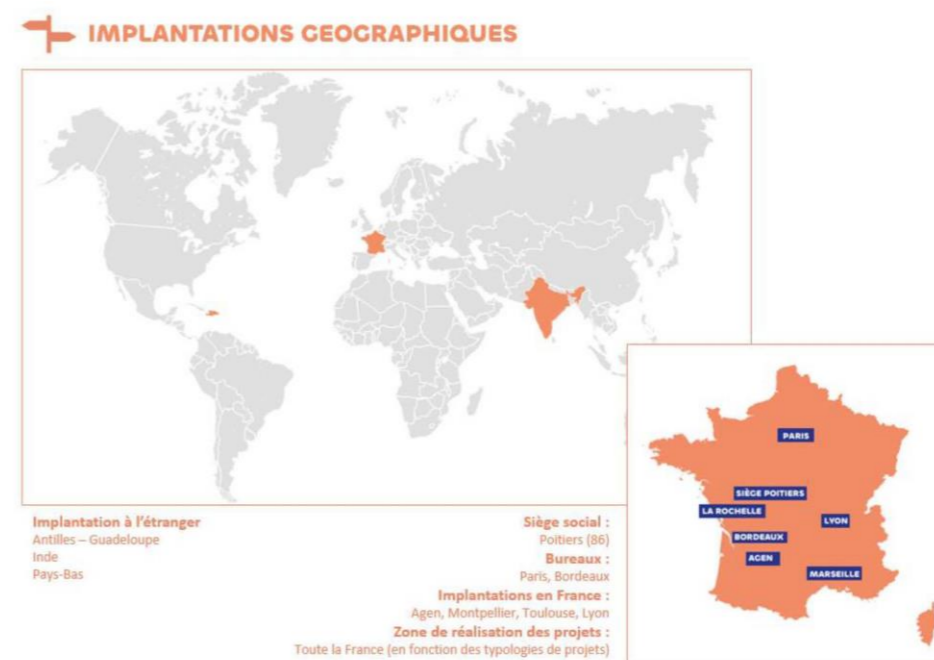 IMPLANTATIONS GEOGRAPHIQUES
Implantation à l'étranger
Antilles – Guadeloupe
Inde
Pays-Bas
Siège social :
Poitiers (86)
Bureaux :
Paris, Bordeaux
Implantations en France :
Agen, Montpellier, Toulouse, Lyon
Zone de réalisation des projets :
Toute la France (en fonction des typologies de projets)
PARIS
SIÈGE POITIERS
LA ROCHELLE
LYON
BORDEAUX
AGEN
MARSEILLE